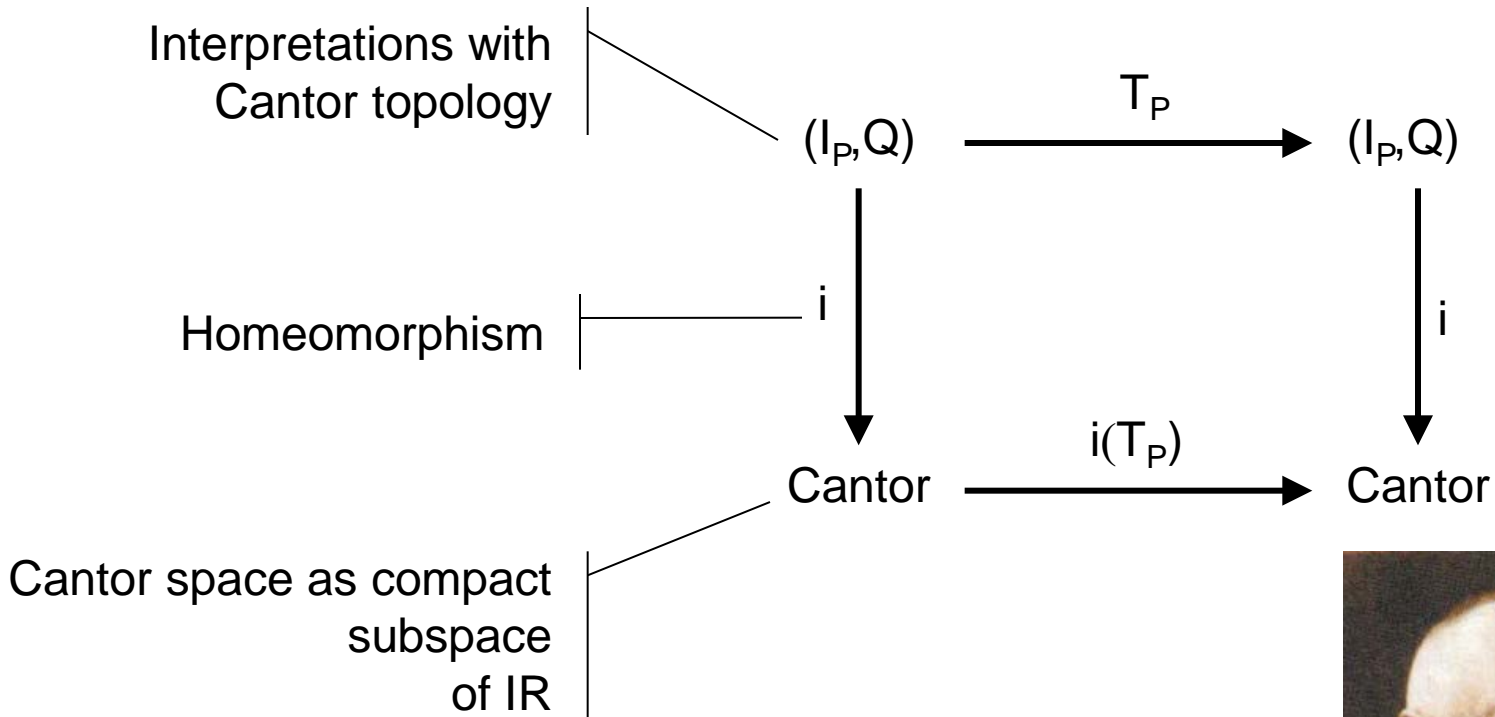 Interpretations with
Cantor topology
(I_P,Q)
T_P
(I_P,Q)
Homeomorphism
i
i
Cantor
i(T_P)
Cantor
Cantor space as compact
subspace
of IR